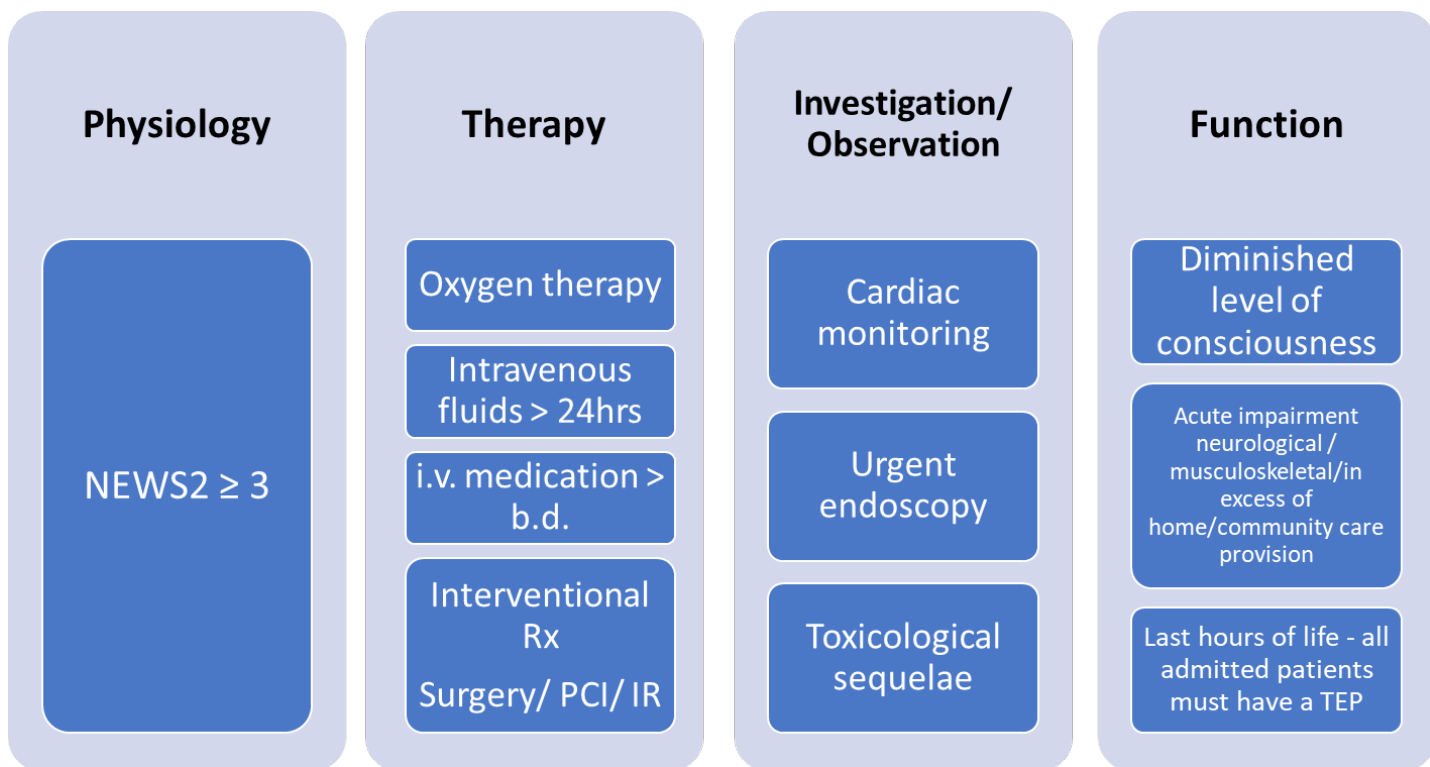 Physiology
NEWS2 ≥ 3
Therapy
Oxygen therapy
Intravenous
fluids > 24hrs
i.v. medication >
b.d.
Interventional
Rx
Surgery/ PCI/ IR
Investigation/
Observation
Cardiac
monitoring
Urgent
endoscopy
Toxicological
sequelae
Function
Diminished
level of
consciousness
Acute impairment
neurological /
musculoskeletal/in
excess of
home/community care
provision
Last hours of life - all
admitted patients
must have a TEP